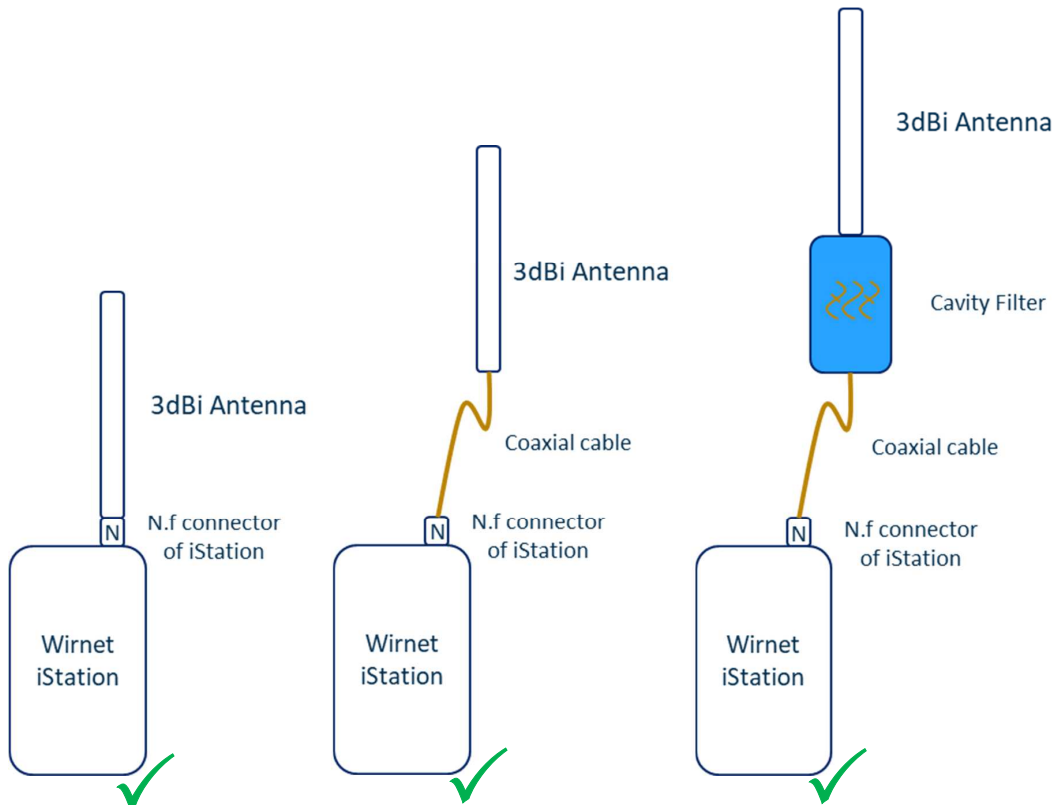 3dBi Antenna
N
N.f connector
of iStation
Wirnet
iStation
3dBi Antenna
Coaxial cable
N
N.f connector
of iStation
Wirnet
iStation
3dBi Antenna
Cavity Filter
Coaxial cable
N
N.f connector
of iStation
Wirnet
iStation